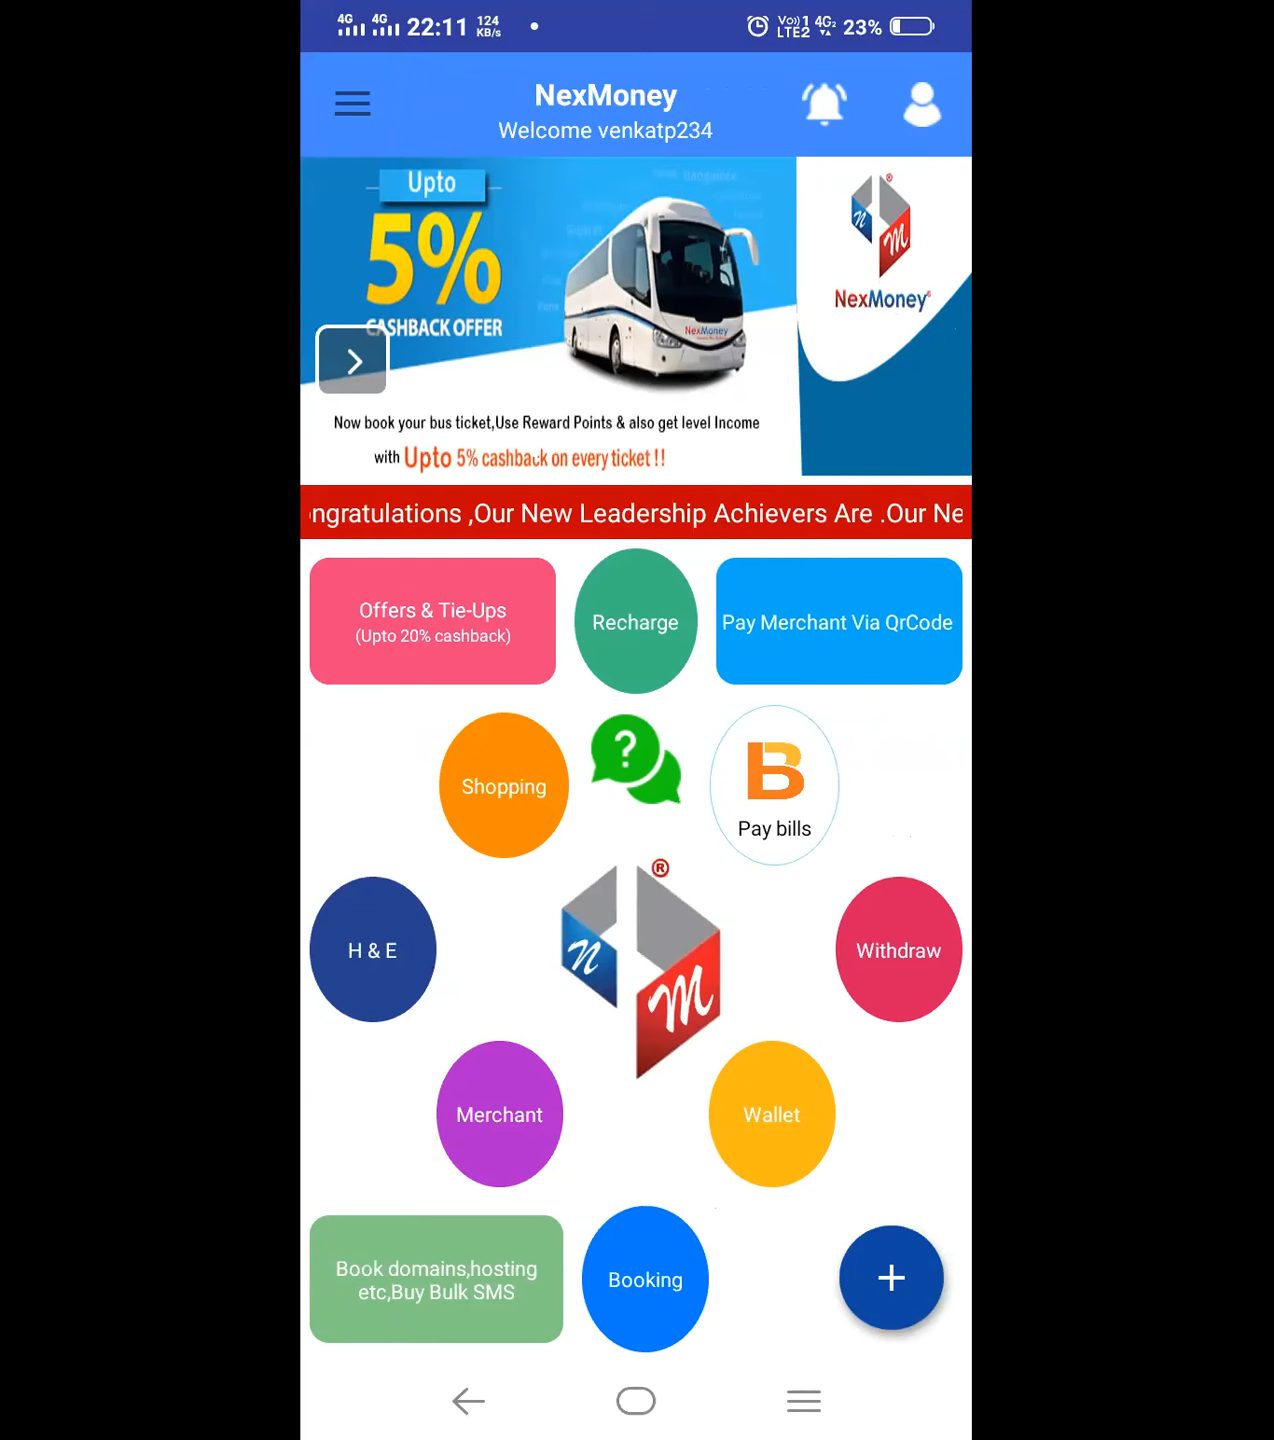 4G 4G 22:11 124 KB/s
Vo)) 1 LTE2 4G2 23%
NexMoney
Welcome venkatp234
Upto
5%
CASHBACK OFFER
NexMoney
n m ®
NexMoney®
Now book your bus ticket,Use Reward Points & also get level Income
with Upto 5% cashback on every ticket !!
ngratulations ,Our New Leadership Achievers Are .Our Ne
Offers & Tie-Ups
(Upto 20% cashback)
Recharge
Pay Merchant Via QrCode
Shopping
?
B
Pay bills
®
H & E
n m
Withdraw
Merchant
Wallet
Book domains,hosting
etc,Buy Bulk SMS
Booking
+